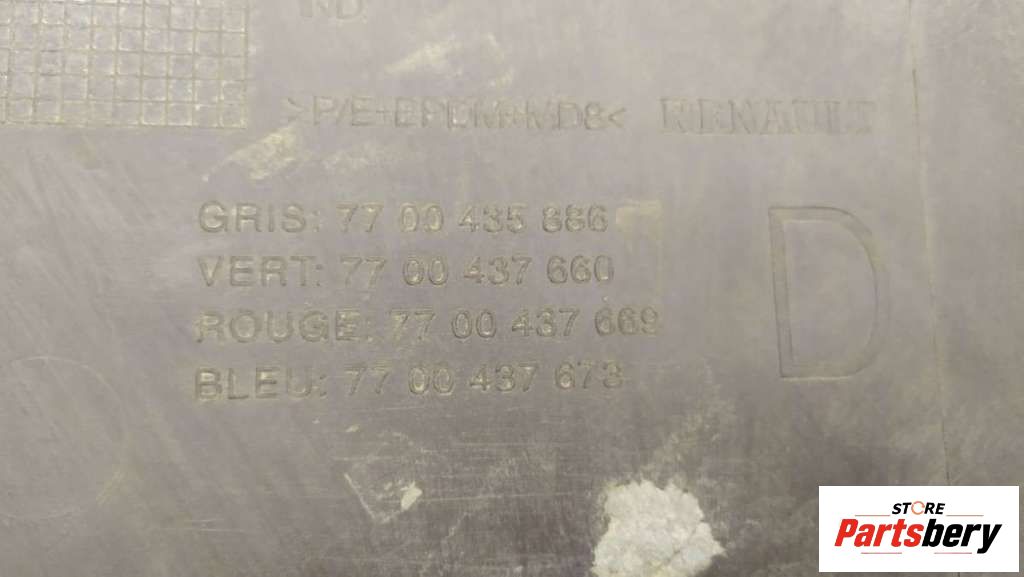 ND
>P/E+EPDM+MD8< RENAULT
GRIS: 77 00 435 886
VERT: 77 00 437 660
ROUGE: 77 00 437 669
BLEU: 77 00 437 673
D
STORE
Partsbery